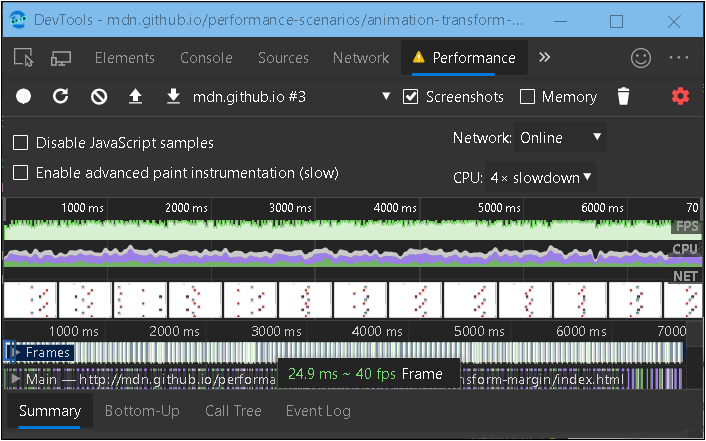 DevTools - mdn.github.io/performance-scenarios/animation-transform-...
Elements Console Sources Network Performance »
mdn.github.io #3 Screenshots Memory
Disable JavaScript samples
Network: Online
Enable advanced paint instrumentation (slow)
CPU: 4× slowdown
1000 ms 2000 ms 3000 ms 4000 ms 5000 ms 6000 ms 70
FPS
CPU
NET
1000 ms 2000 ms 3000 ms 4000 ms 5000 ms 6000 ms 7000
Frames
24.9 ms ~ 40 fps Frame
Main — http://mdn.github.io/performa nsform-margin/index.html
Summary Bottom-Up Call Tree Event Log